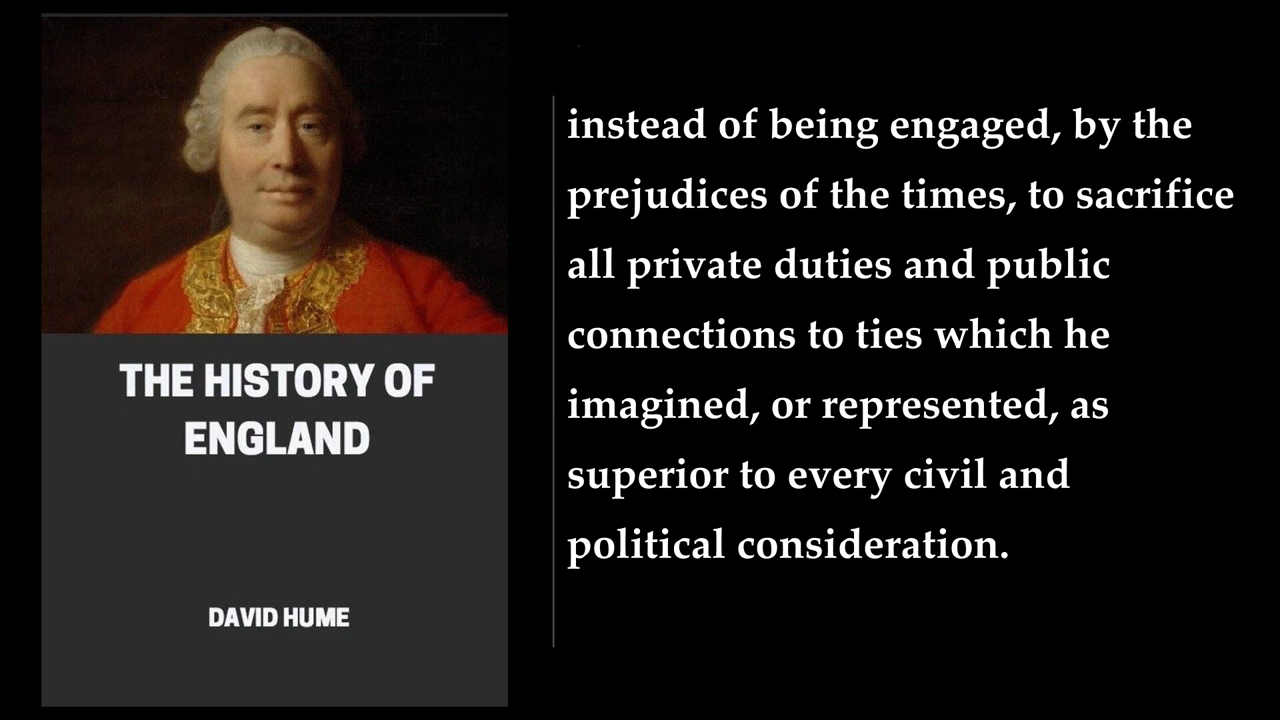 THE HISTORY OF
ENGLAND
DAVID HUME
instead of being engaged, by the
prejudices of the times, to sacrifice
all private duties and public
connections to ties which he
imagined, or represented, as
superior to every civil and
political consideration.